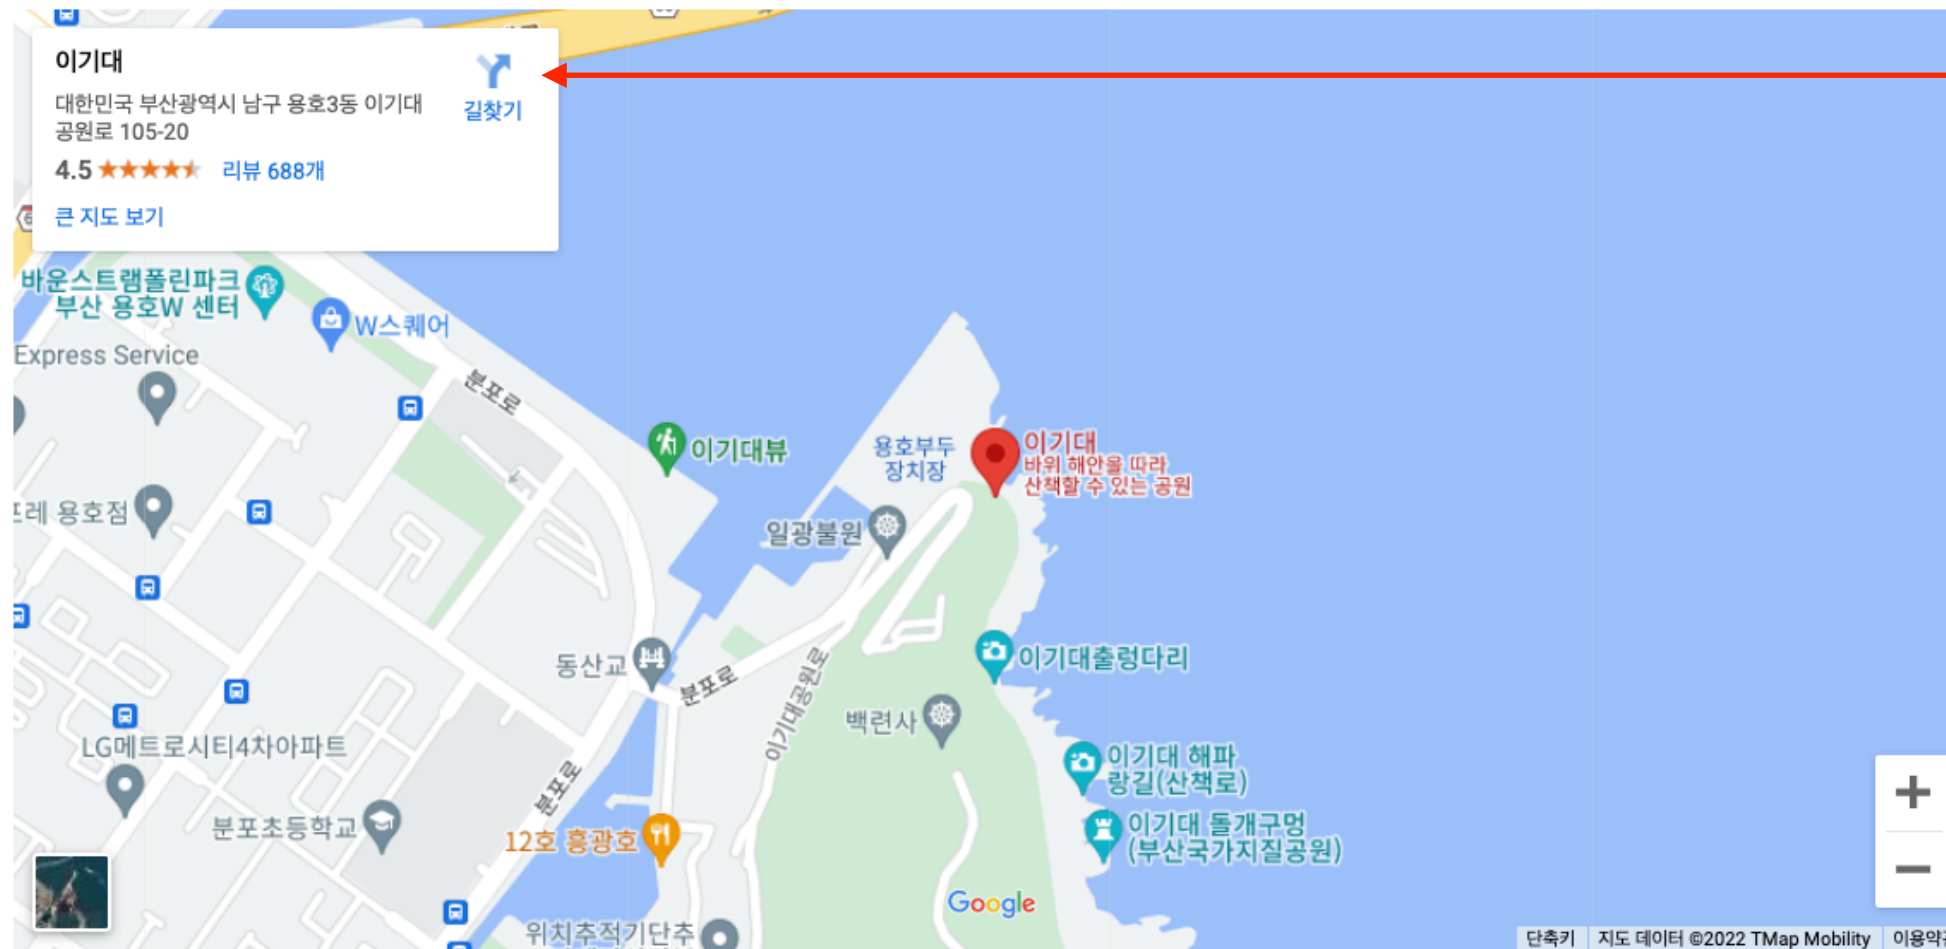 이기대
길찾기
대한민국 부산광역시 남구 용호3동 이기대
공원로 105-20
4.5
리뷰 688개
큰 지도 보기
바운스트램폴린파크
부산 용호W 센터
W스퀘어
Express Service
분포로
이기대뷰
용호부두
장치장
이기대
바위 해안을 따라
산책할 수 있는 공원
레 용호점
일광불원
동산교
분포로
이기대공원로
이기대출렁다리
백련사
LG메트로시티4차아파트
이기대 해파
랑길(산책로)
분포로
분포초등학교
12호 흥광호
이기대 돌개구멍
(부산국가지질공원)
Google
위치추적기단추
단축키
지도 데이터 ©2022 TMap Mobility
이용약